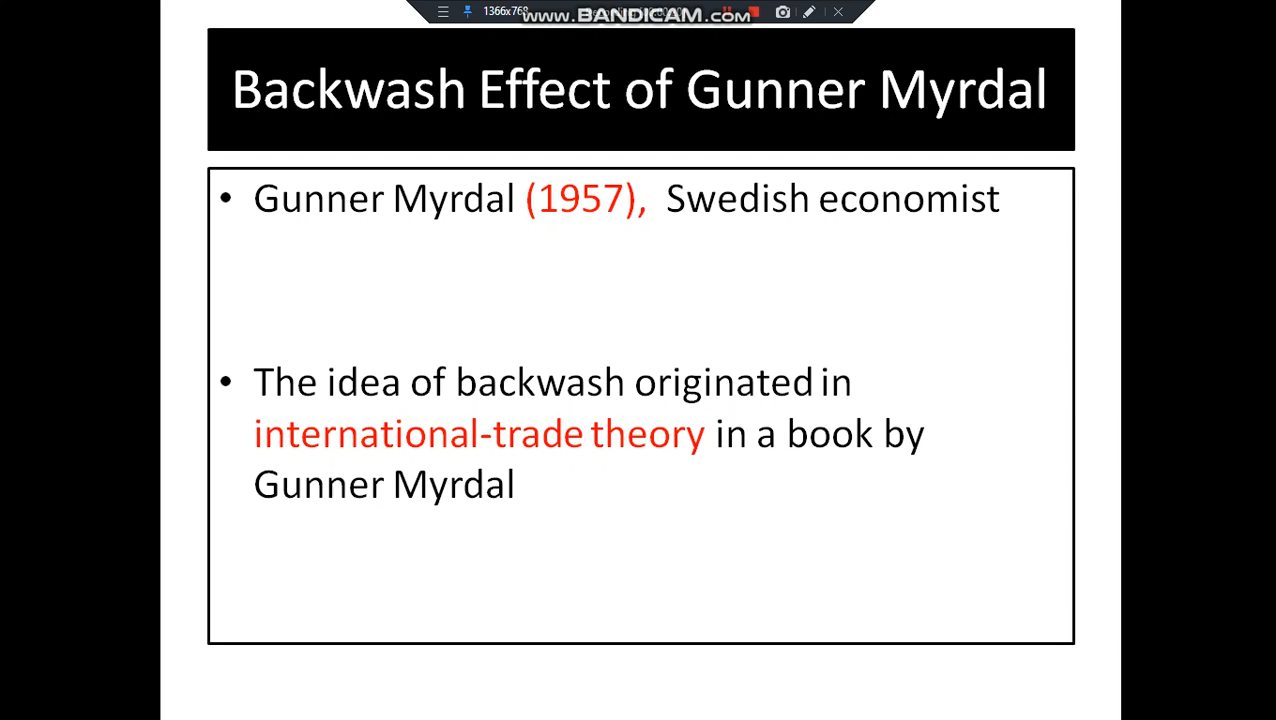 1366x768
www.BANDICAM.com
Backwash Effect of Gunner Myrdal
• Gunner Myrdal (1957), Swedish economist
• The idea of backwash originated in
international-trade theory in a book by
Gunner Myrdal